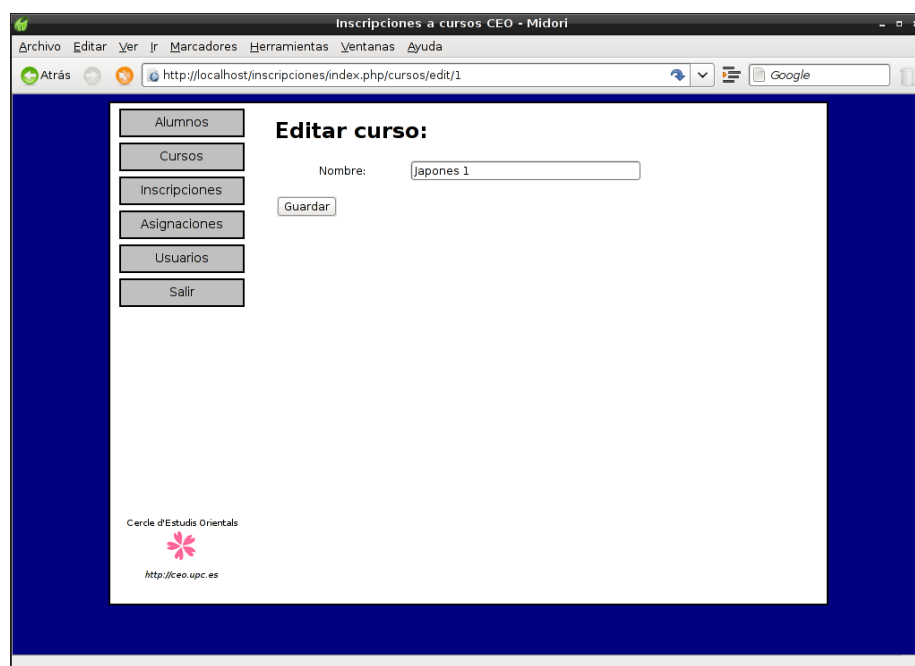 Inscripciones a cursos CEO - Midori
Archivo Editar Ver Ir Marcadores Herramientas Ventanas Ayuda
Atrás http://localhost/inscripciones/index.php/cursos/edit/1 Google
Alumnos
Cursos
Inscripciones
Asignaciones
Usuarios
Salir
Editar curso:
Nombre: Japones 1
Guardar
Cercle d'Estudis Orientals
http://ceo.upc.es